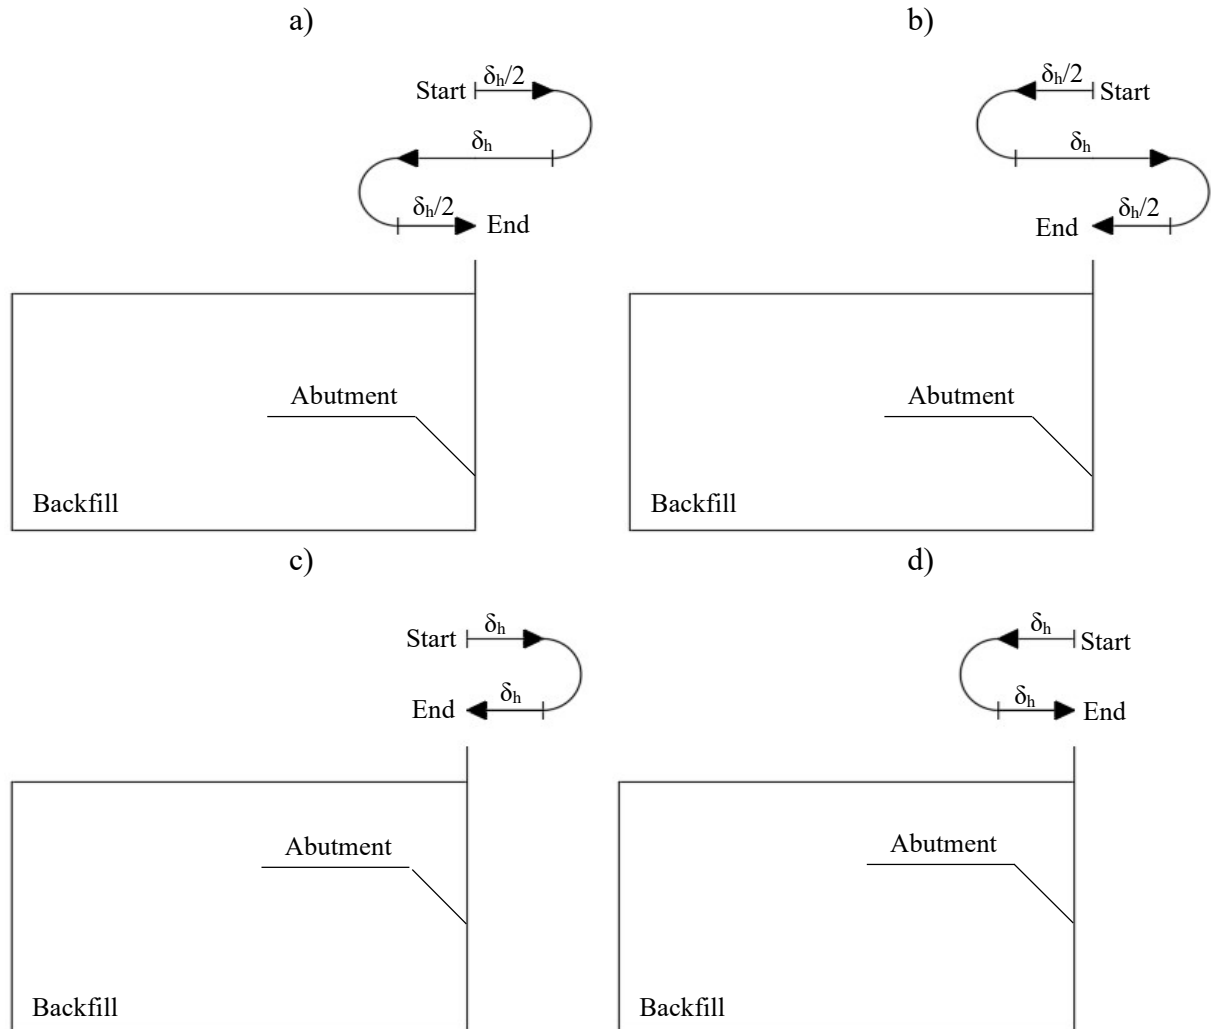 a)
Start δₕ/2
δₕ
δₕ/2 End
Abutment
Backfill
b)
δₕ/2 Start
δₕ
End δₕ/2
Abutment
Backfill
c)
Start δₕ
End δₕ
Abutment
Backfill
d)
δₕ Start
δₕ End
Abutment
Backfill